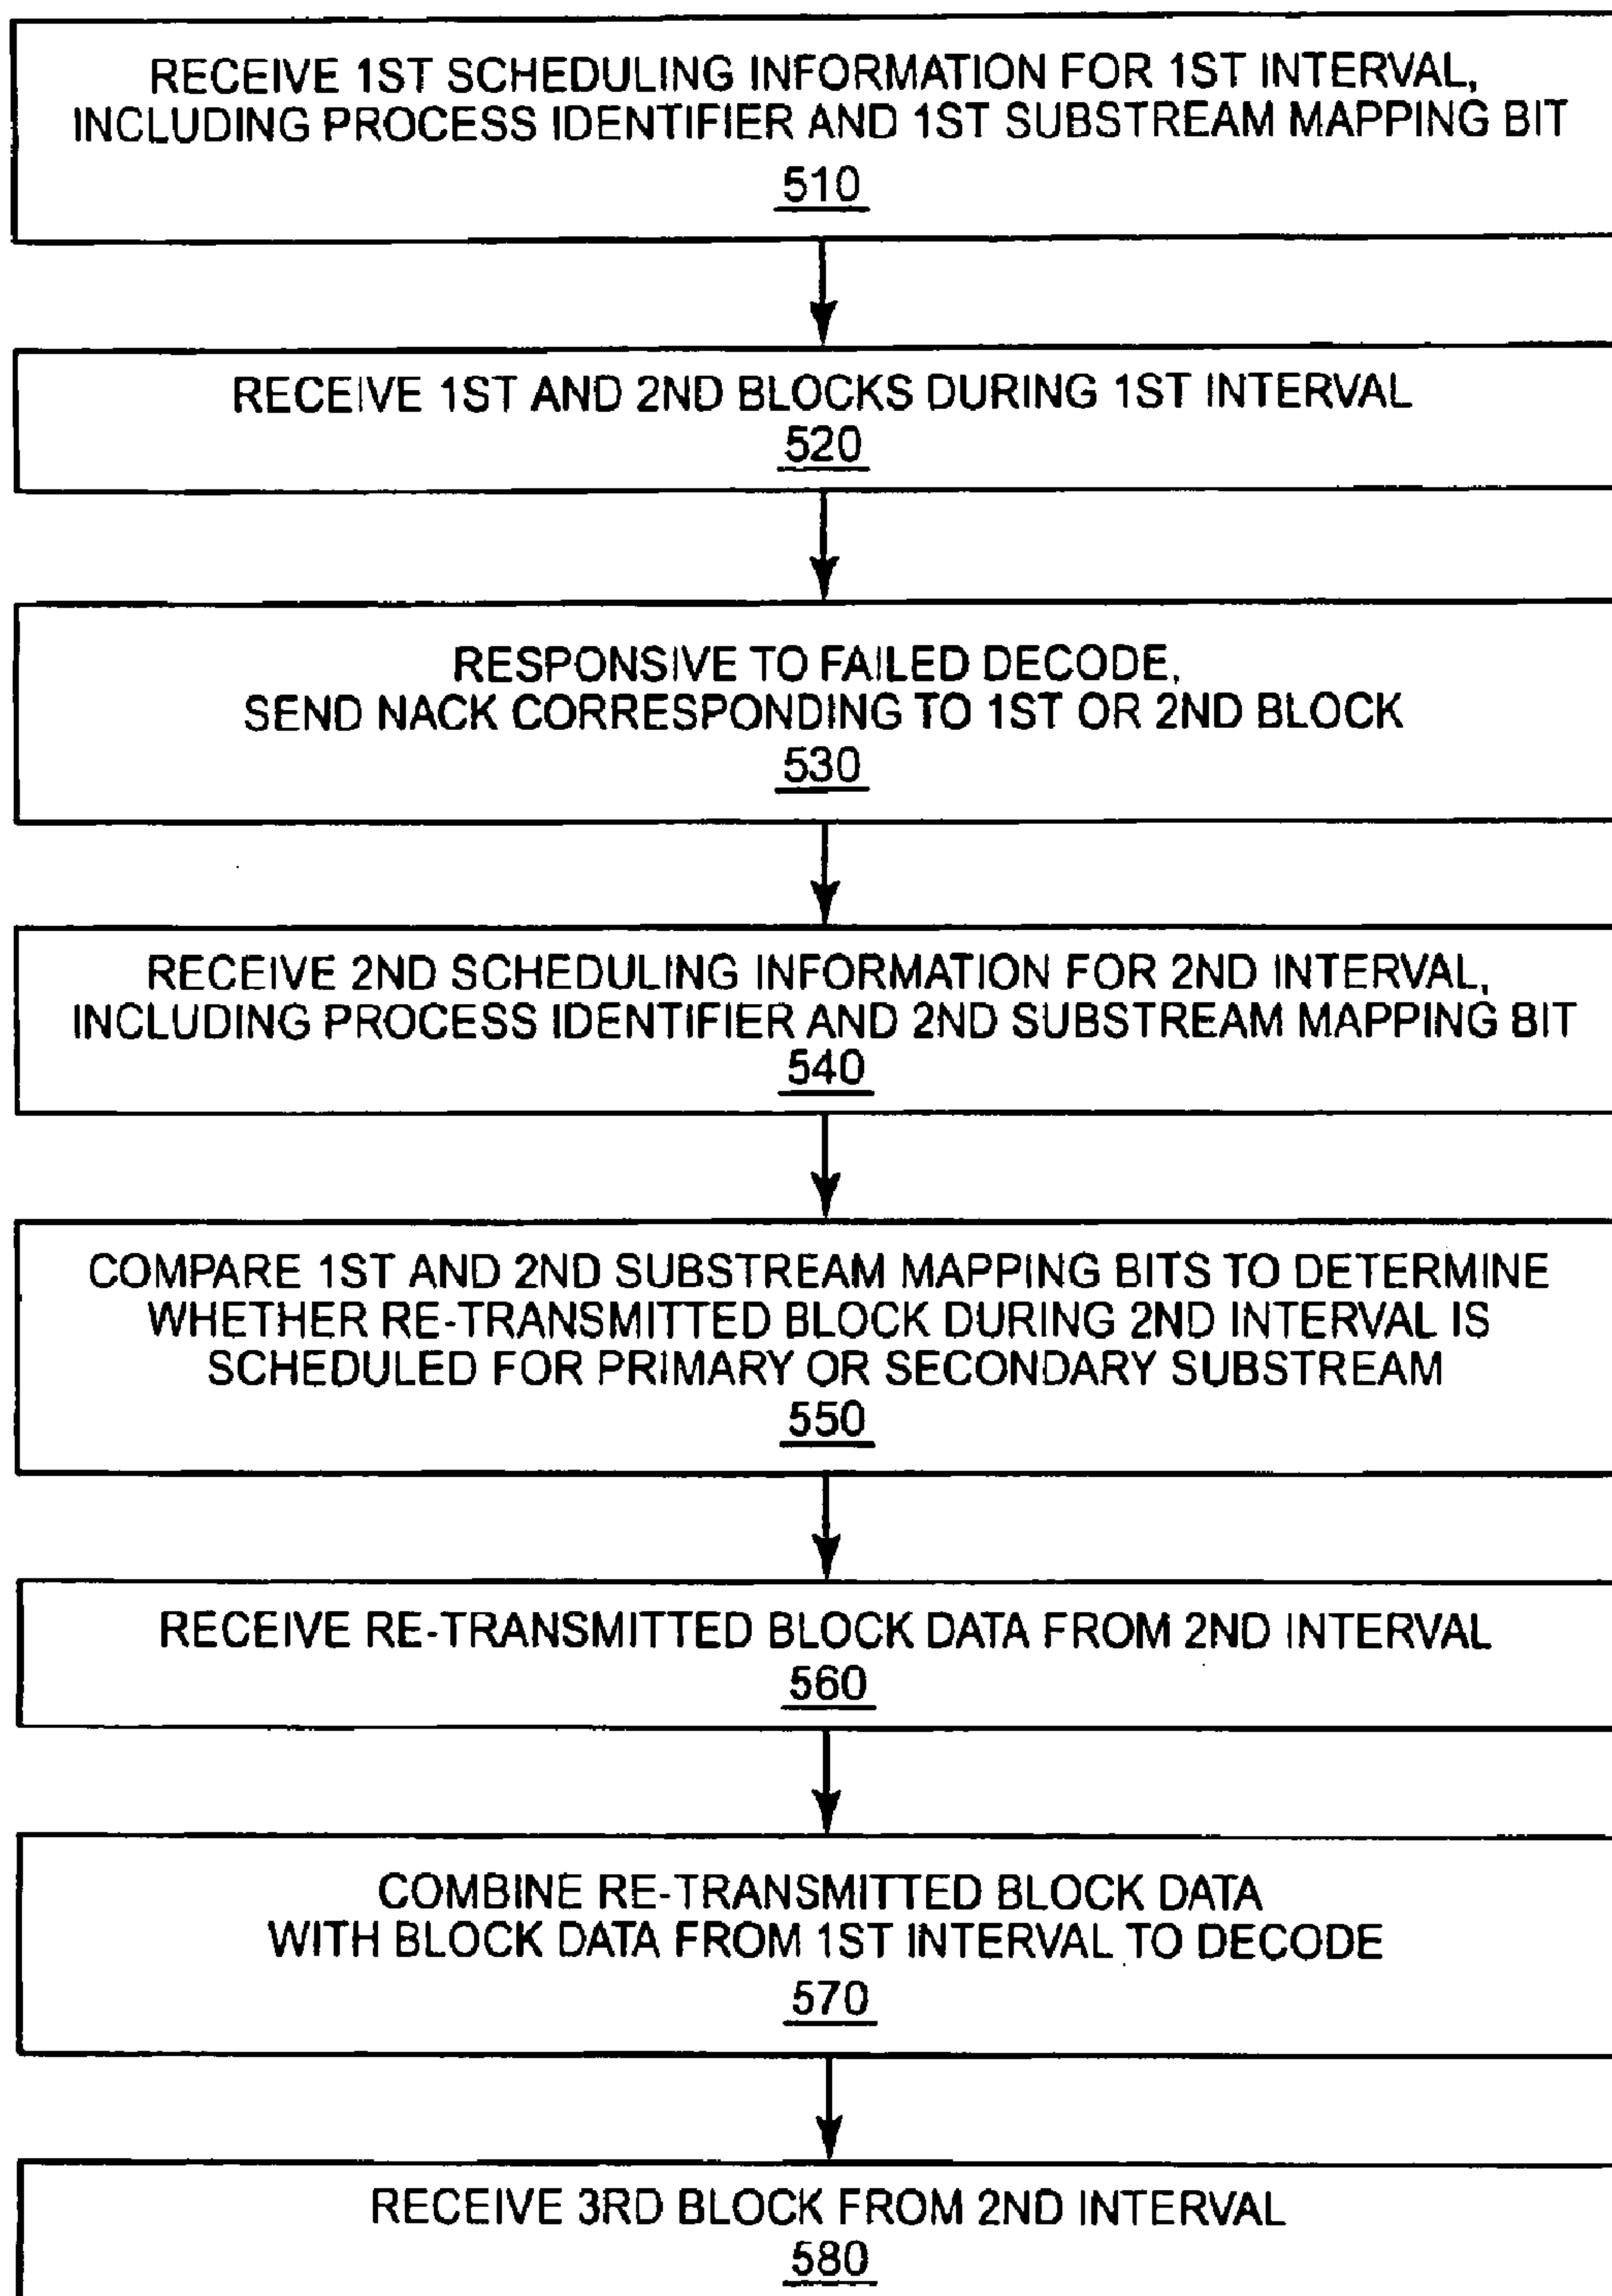 RECEIVE 1ST SCHEDULING INFORMATION FOR 1ST INTERVAL,
INCLUDING PROCESS IDENTIFIER AND 1ST SUBSTREAM MAPPING BIT
510
RECEIVE 1ST AND 2ND BLOCKS DURING 1ST INTERVAL
520
RESPONSIVE TO FAILED DECODE,
SEND NACK CORRESPONDING TO 1ST OR 2ND BLOCK
530
RECEIVE 2ND SCHEDULING INFORMATION FOR 2ND INTERVAL,
INCLUDING PROCESS IDENTIFIER AND 2ND SUBSTREAM MAPPING BIT
540
COMPARE 1ST AND 2ND SUBSTREAM MAPPING BITS TO DETERMINE
WHETHER RE-TRANSMITTED BLOCK DURING 2ND INTERVAL IS
SCHEDULED FOR PRIMARY OR SECONDARY SUBSTREAM
550
RECEIVE RE-TRANSMITTED BLOCK DATA FROM 2ND INTERVAL
560
COMBINE RE-TRANSMITTED BLOCK DATA
WITH BLOCK DATA FROM 1ST INTERVAL TO DECODE
570
RECEIVE 3RD BLOCK FROM 2ND INTERVAL
580